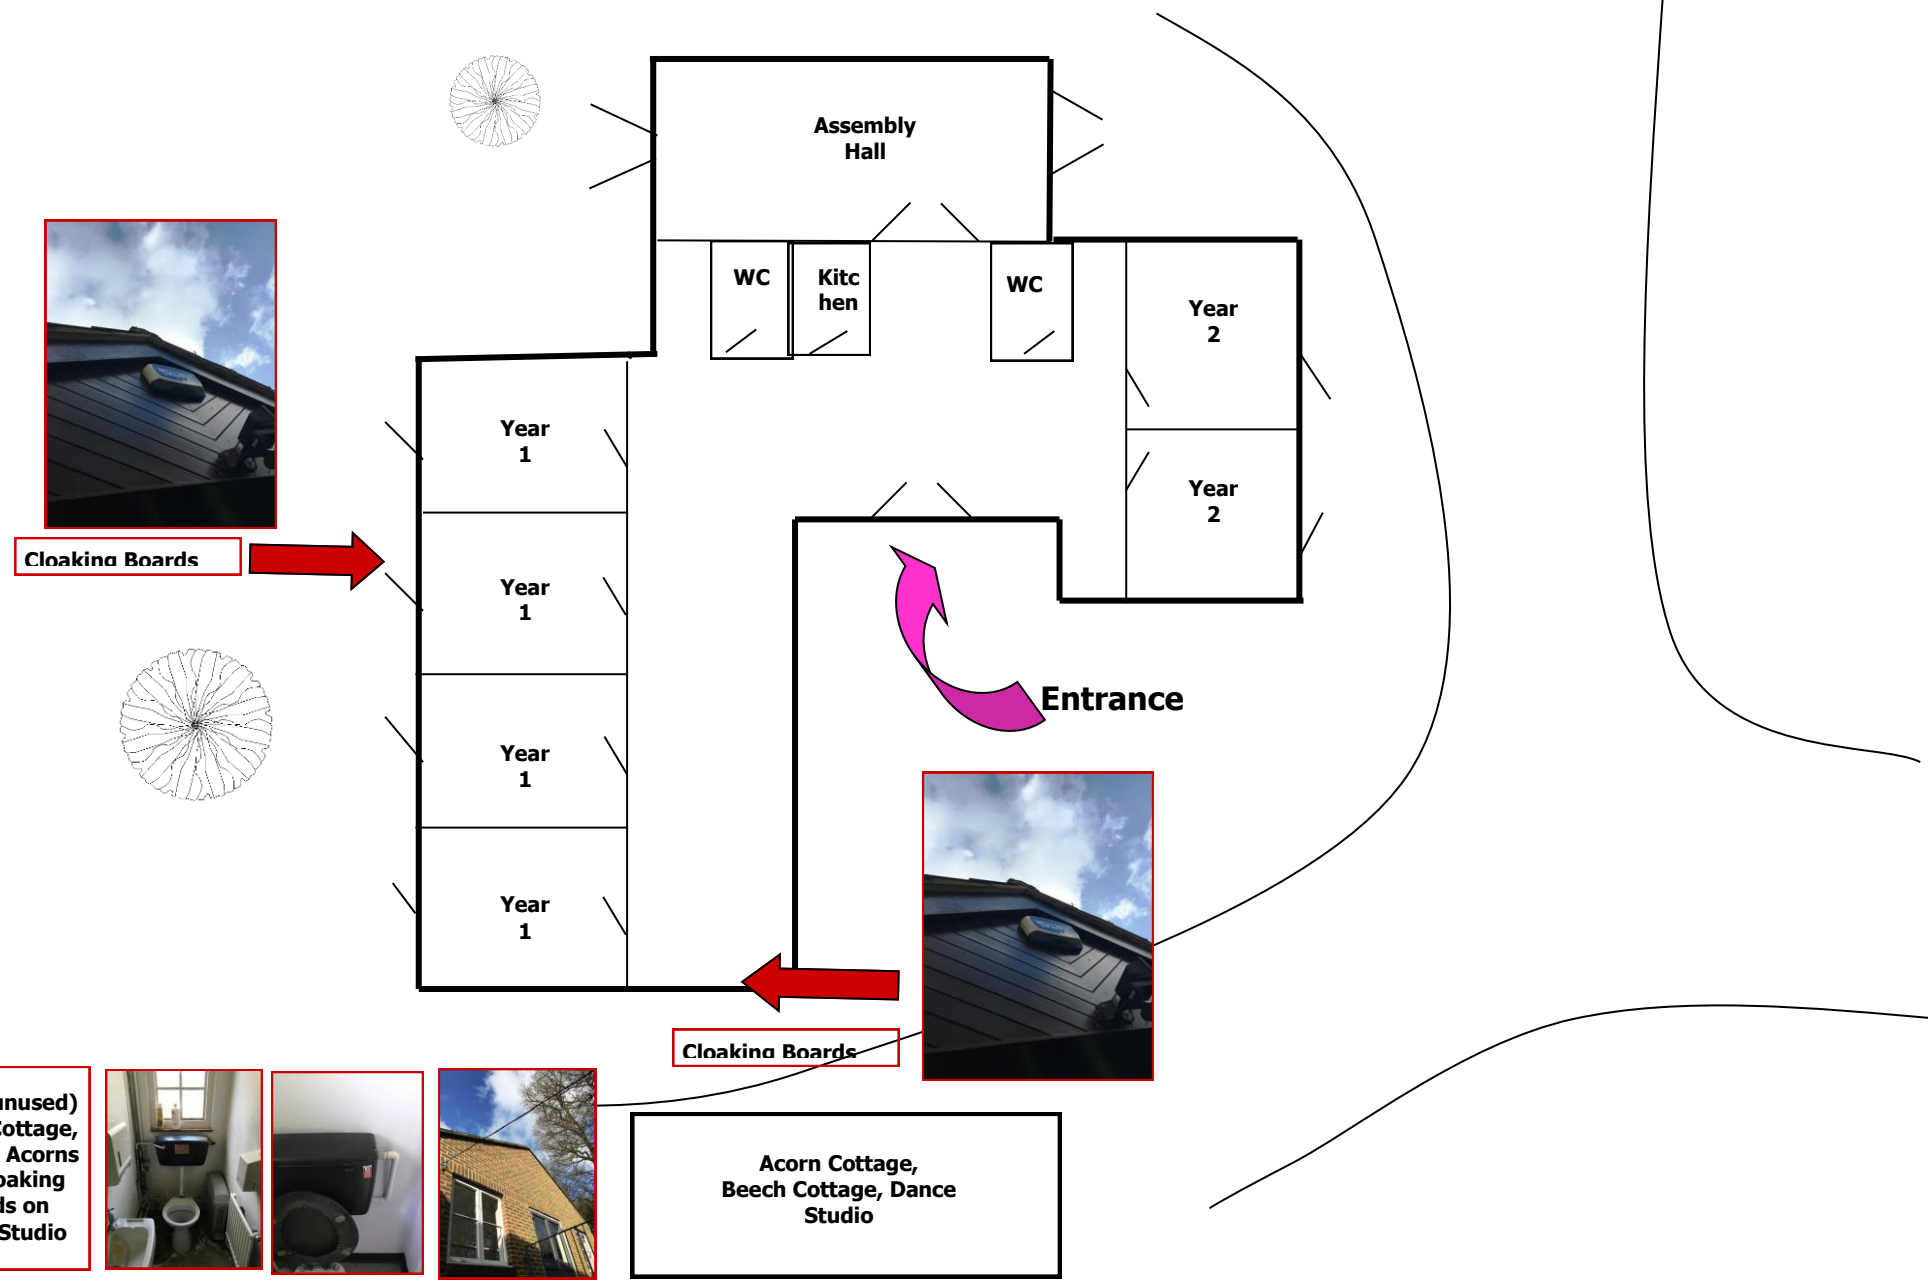 Assembly
Hall
WC
Kitc
hen
WC
Year
2
Year
1
Year
2
Cloaking Boards
Year
1
Entrance
Year
1
Year
1
Cloaking Boards
unused)
Cottage,
Acorns
oaking
ds on
Studio
Acorn Cottage,
Beech Cottage, Dance
Studio